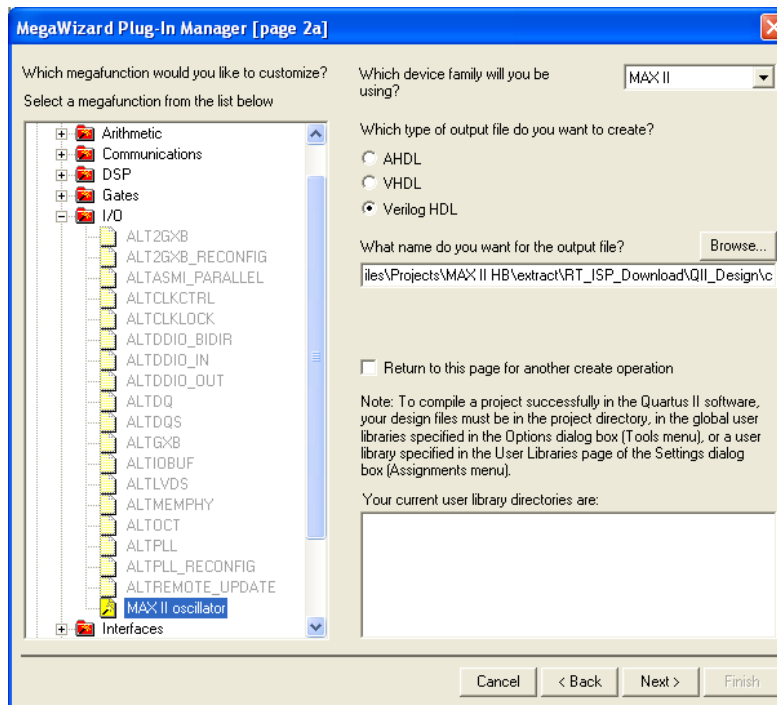 MegaWizard Plug-In Manager [page 2a]
Which megafunction would you like to customize?
Select a megafunction from the list below
Arithmetic
Communications
DSP
Gates
I/O
ALT2GXB
ALT2GXB_RECONFIG
ALTASMI_PARALLEL
ALTCLKCTRL
ALTCLKLOCK
ALTDDIO_BIDIR
ALTDDIO_IN
ALTDDIO_OUT
ALTDQ
ALTDQS
ALTGXB
ALTIOBUF
ALTLVDS
ALTMEMPHY
ALTOCT
ALTPLL
ALTPLL_RECONFIG
ALTREMOTE_UPDATE
MAX II oscillator
Interfaces
Which device family will you be
using?
MAX II
Which type of output file do you want to create?
AHDL
VHDL
Verilog HDL
What name do you want for the output file?
Browse...
iles\Projects\MAX II HB\extract\RT_ISP_Download\QII_Design\c
Return to this page for another create operation
Note: To compile a project successfully in the Quartus II software,
your design files must be in the project directory, in the global user
libraries specified in the Options dialog box (Tools menu), or a user
library specified in the User Libraries page of the Settings dialog
box (Assignments menu).
Your current user library directories are:
Cancel
< Back
Next >
Finish